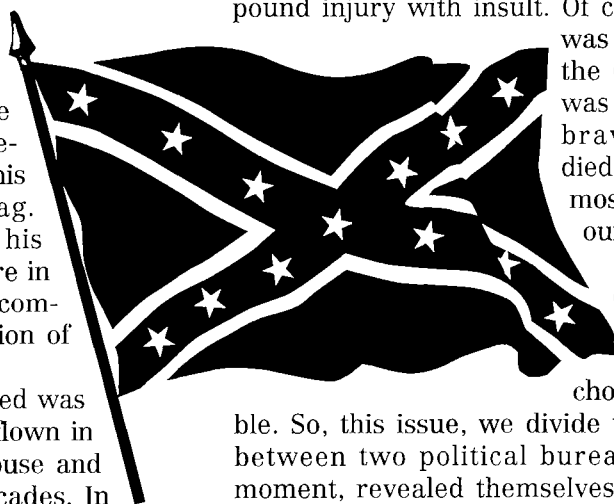 e
e-
his
ag.
his
re in
com-
ion of
ed was
flown in
ouse and
cades. In
pound injury with insult. Of c
was
the
was
brav
died
mos
ou
cho
ble. So, this issue, we divide
between two political burea
moment, revealed themselves